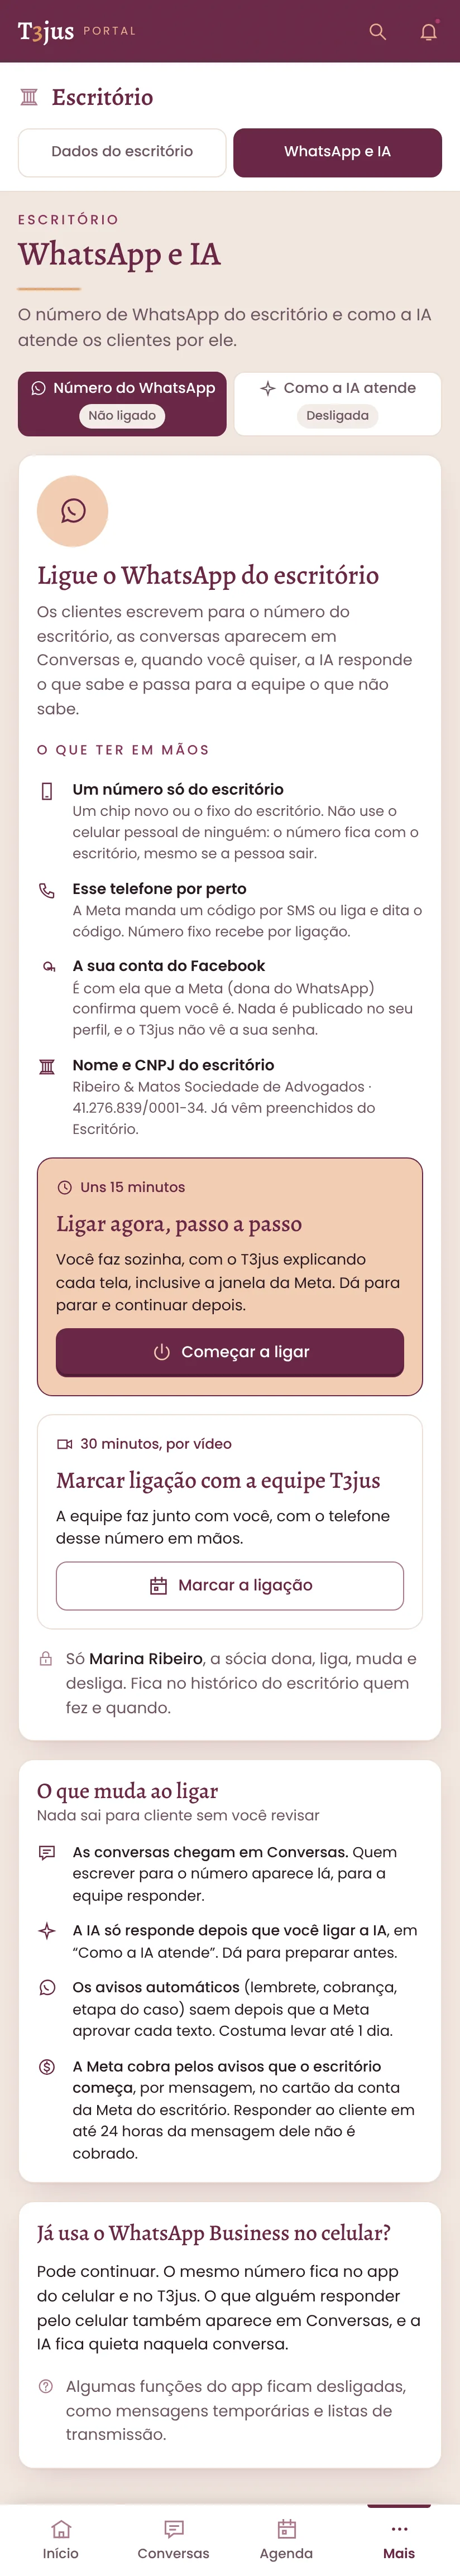 T3jus PORTAL
Escritório
Dados do escritório
WhatsApp e IA
ESCRITÓRIO
WhatsApp e IA
O número de WhatsApp do escritório e como a IA
atende os clientes por ele.
Número do WhatsApp
Não ligado
Como a IA atende
Desligada
Ligue o WhatsApp do escritório
Os clientes escrevem para o número do
escritório, as conversas aparecem em
Conversas e, quando você quiser, a IA responde
o que sabe e passa para a equipe o que não
sabe.
O QUE TER EM MÃOS
Um número só do escritório
Um chip novo ou o fixo do escritório. Não use o
celular pessoal de ninguém: o número fica com o
escritório, mesmo se a pessoa sair.
Esse telefone por perto
A Meta manda um código por SMS ou liga e dita o
código. Número fixo recebe por ligação.
A sua conta do Facebook
É com ela que a Meta (dona do WhatsApp)
confirma quem você é. Nada é publicado no seu
perfil, e o T3jus não vê a sua senha.
Nome e CNPJ do escritório
Ribeiro & Matos Sociedade de Advogados ·
41.276.839/0001-34. Já vêm preenchidos do
Escritório.
Uns 15 minutos
Ligar agora, passo a passo
Você faz sozinha, com o T3jus explicando
cada tela, inclusive a janela da Meta. Dá para
parar e continuar depois.
Começar a ligar
30 minutos, por vídeo
Marcar ligação com a equipe T3jus
A equipe faz junto com você, com o telefone
desse número em mãos.
Marcar a ligação
Só Marina Ribeiro, a sócia dona, liga, muda e
desliga. Fica no histórico do escritório quem
fez e quando.
O que muda ao ligar
Nada sai para cliente sem você revisar
As conversas chegam em Conversas. Quem
escrever para o número aparece lá, para a
equipe responder.
A IA só responde depois que você ligar a IA, em
“Como a IA atende”. Dá para preparar antes.
Os avisos automáticos (lembrete, cobrança,
etapa do caso) saem depois que a Meta
aprovar cada texto. Costuma levar até 1 dia.
A Meta cobra pelos avisos que o escritório
começa, por mensagem, no cartão da conta
da Meta do escritório. Responder ao cliente em
até 24 horas da mensagem dele não é
cobrado.
Já usa o WhatsApp Business no celular?
Pode continuar. O mesmo número fica no app
do celular e no T3jus. O que alguém responder
pelo celular também aparece em Conversas, e a
IA fica quieta naquela conversa.
Algumas funções do app ficam desligadas,
como mensagens temporárias e listas de
transmissão.
Início
Conversas
Agenda
Mais